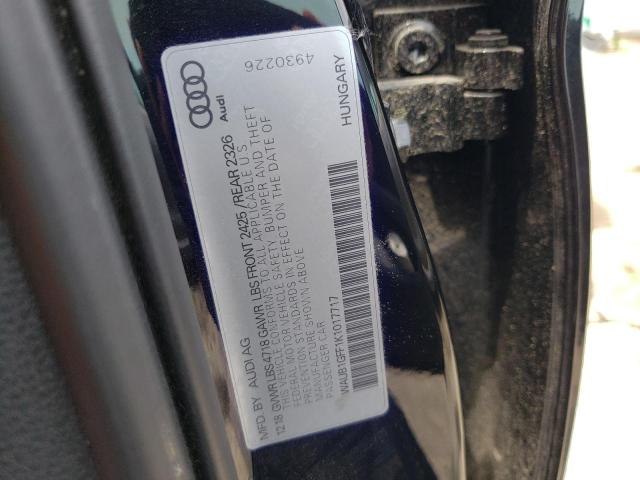 4930226
Audi
HUNGARY
MFD. BY AUDI AG
12.18 GVWR LBS 4718 GAWR LBS FRONT 2425 /REAR 2326
THIS VEHICLE CONFORMS TO ALL APPLICABLE U.S.
FEDERAL MOTOR VEHICLE SAFETY, BUMPER AND THEFT
PREVENTION STANDARDS IN EFFECT ON THE DATE OF
MANUFACTURE SHOWN ABOVE
PASSENGER CAR
WAUB1GFF1K1017717